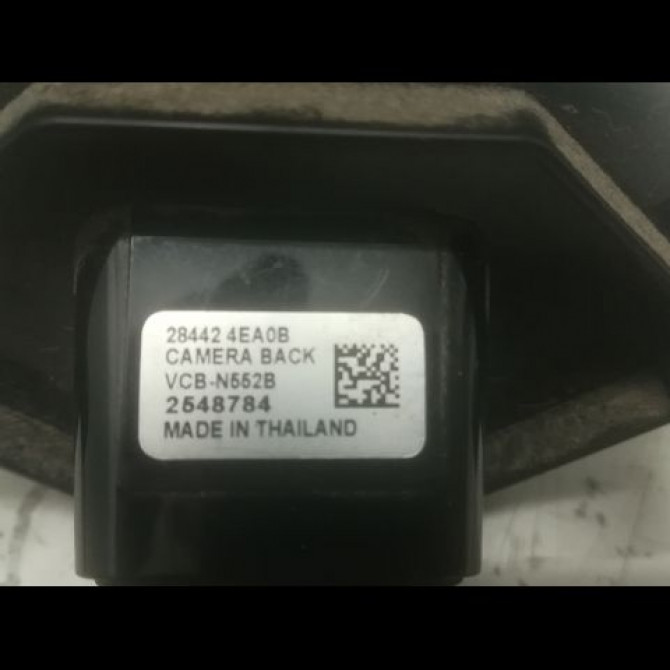 28442 4EA0B
CAMERA BACK
VCB-N552B
2548784
MADE IN THAILAND